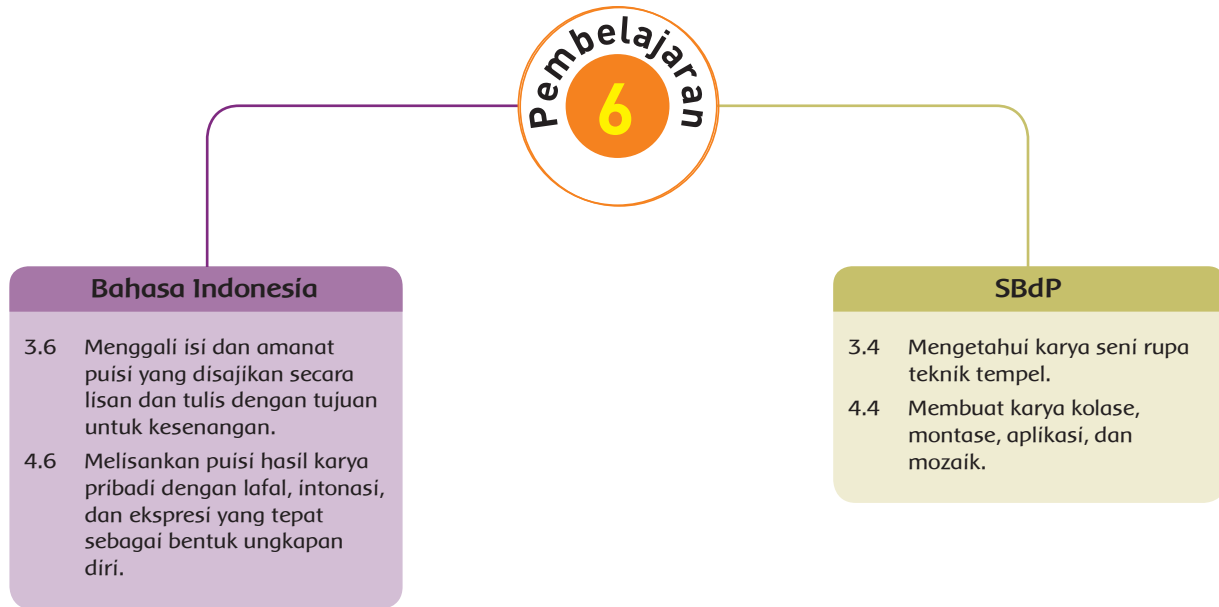 Pembelajaran
6
Bahasa Indonesia
3.6 Menggali isi dan amanat
puisi yang disajikan secara
lisan dan tulis dengan tujuan
untuk kesenangan.
4.6 Melisankan puisi hasil karya
pribadi dengan lafal, intonasi,
dan ekspresi yang tepat
sebagai bentuk ungkapan
diri.
SBdP
3.4 Mengetahui karya seni rupa
teknik tempel.
4.4 Membuat karya kolase,
montase, aplikasi, dan
mozaik.